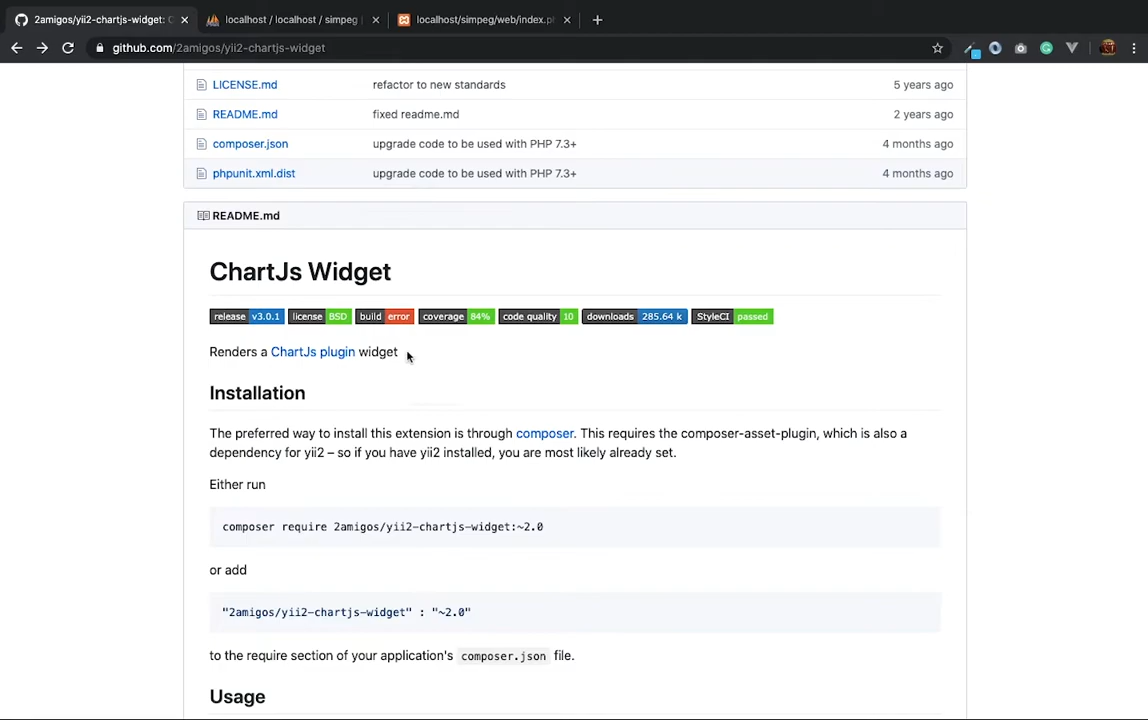 2amigos/yii2-chartjs-widget: C
localhost / localhost / simpeg
localhost/simpeg/web/index.ph
github.com/2amigos/yii2-chartjs-widget
LICENSE.md refactor to new standards 5 years ago
README.md fixed readme.md 2 years ago
composer.json upgrade code to be used with PHP 7.3+ 4 months ago
phpunit.xml.dist upgrade code to be used with PHP 7.3+ 4 months ago
README.md
ChartJs Widget
release v3.0.1 license BSD build error coverage 84% code quality 10 downloads 285.64 k StyleCI passed
Renders a ChartJs plugin widget
Installation
The preferred way to install this extension is through composer. This requires the composer-asset-plugin, which is also a
dependency for yii2 – so if you have yii2 installed, you are most likely already set.
Either run
composer require 2amigos/yii2-chartjs-widget:~2.0
or add
"2amigos/yii2-chartjs-widget" : "~2.0"
to the require section of your application's composer.json file.
Usage